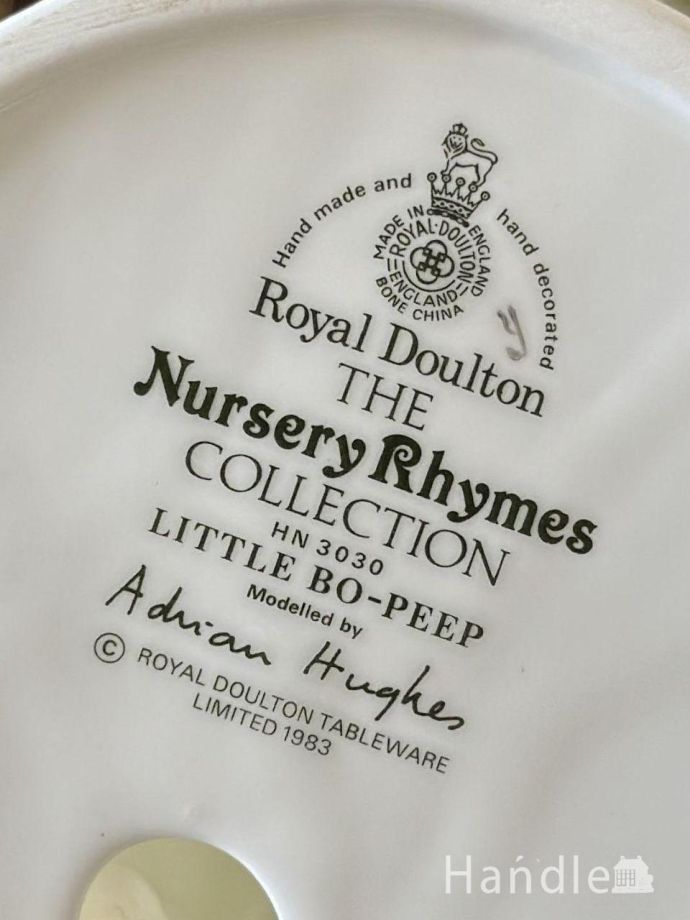 Hand made and hand decorated
MADE IN ENGLAND
ROYAL·DOULTON
ENGLAND
BONE CHINA
Royal Doulton
THE
Nursery Rhymes
COLLECTION
HN 3030
LITTLE BO-PEEP
Modelled by
Adrian Hughes
© ROYAL DOULTON TABLEWARE
LIMITED 1983
Handle